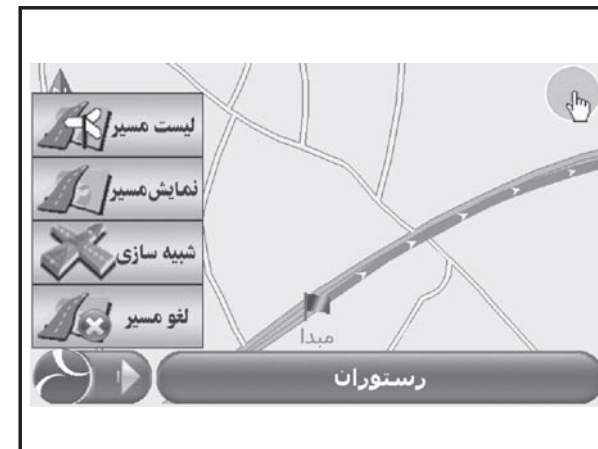 لیست مسیر
نمایش مسیر
شبیه سازی
لغو مسیر
مبدا
رستوران